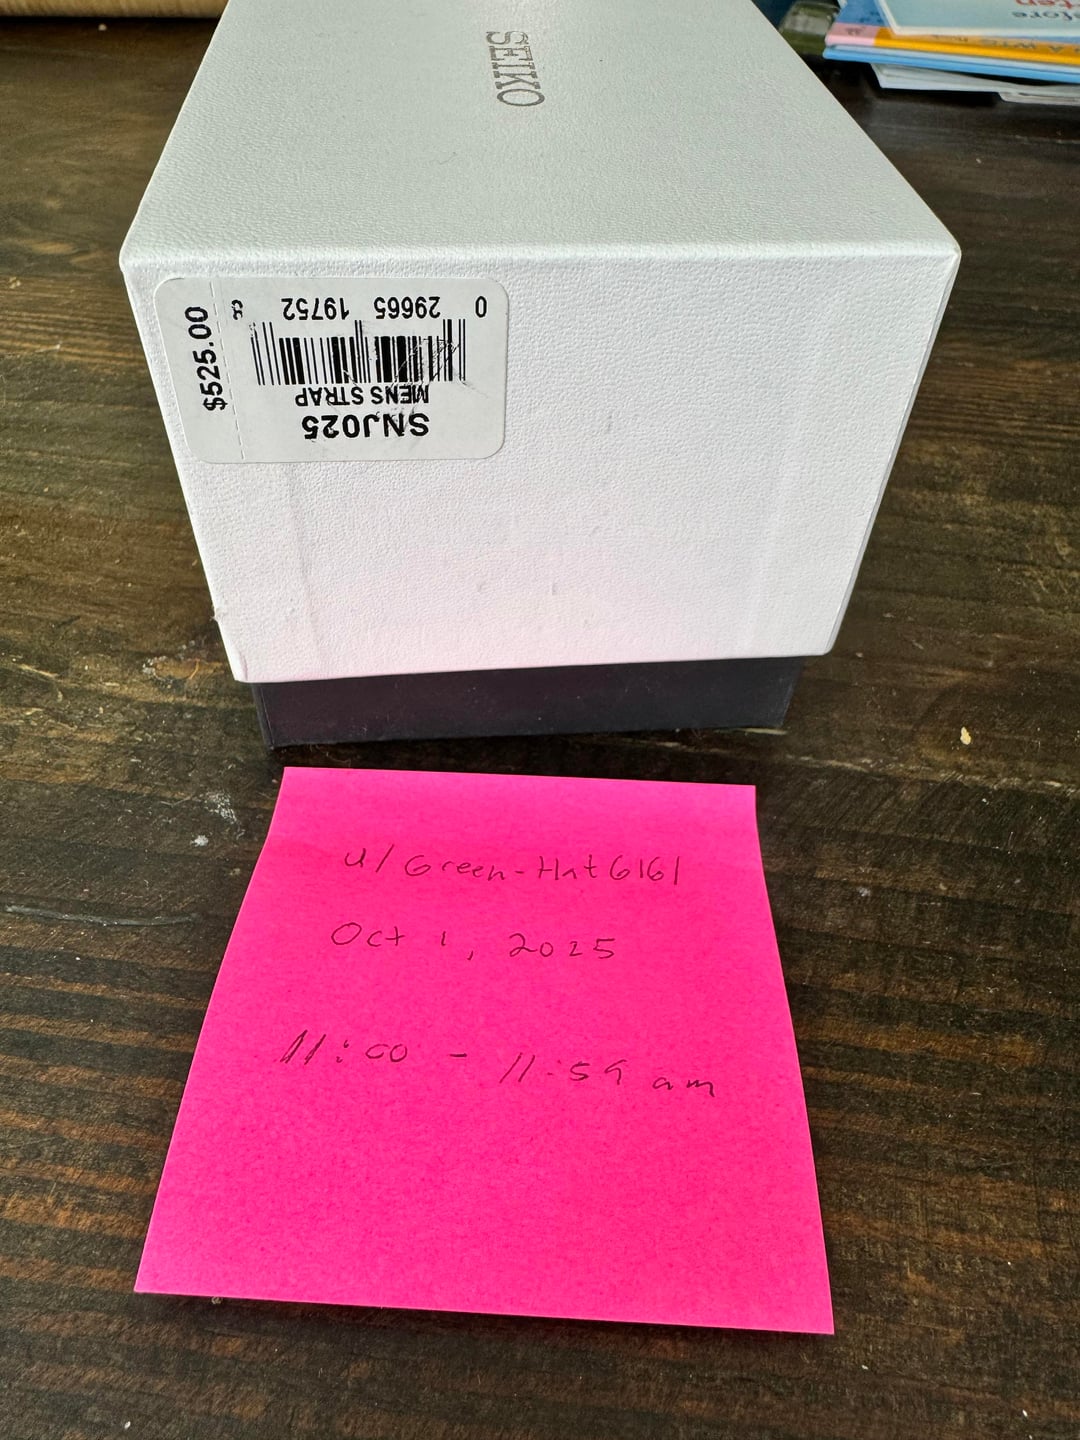 SEIKO
$525.00
SNJ025
MENS STRAP
0 29665 19752 8
u/Green-Hat6161
Oct 1, 2025
11:00 - 11:59 am